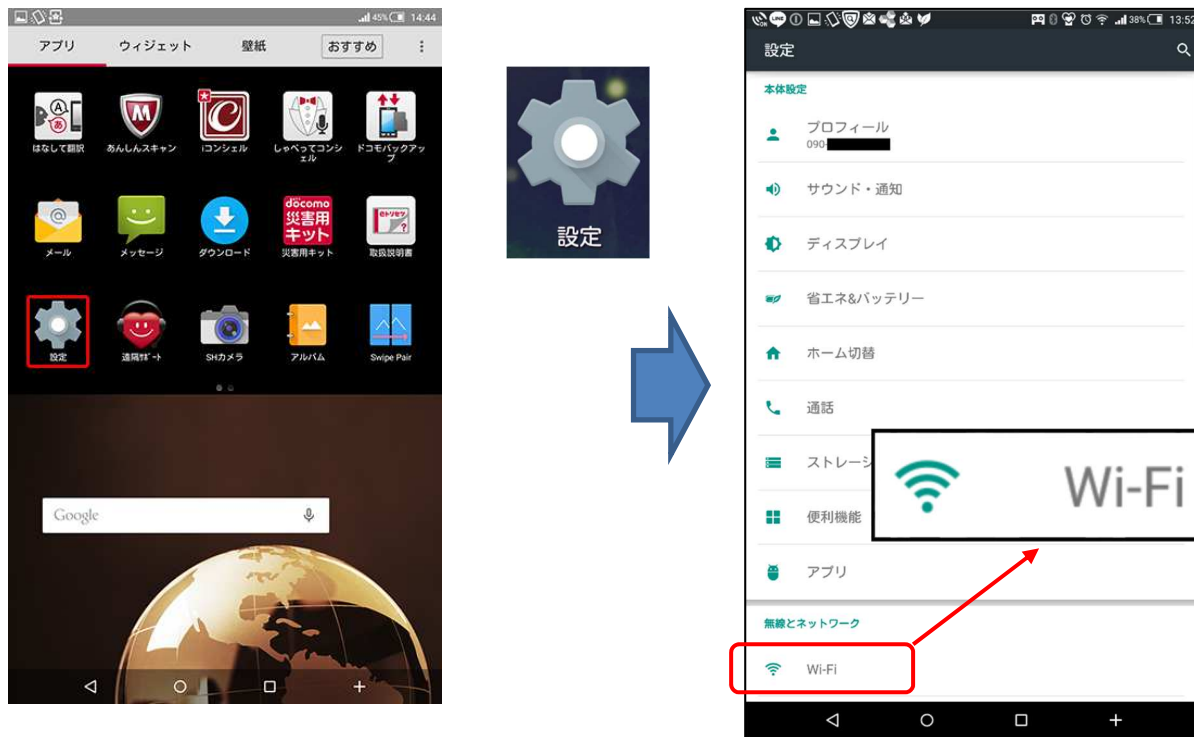 45% 14:44
アプリ ウィジェット 壁紙 おすすめ
はなして翻訳 あんしんスキャン iコンシェル しゃべってコンシェル ドコモバックアップ
docomo
災害用
キット
メール メッセージ ダウンロード 災害用キット 取扱説明書
設定 遠隔ｻﾎﾟｰﾄ SHカメラ アルバム Swipe Pair
Google
設定
38% 13:52
設定
本体設定
プロフィール
090-
サウンド・通知
ディスプレイ
省エネ&バッテリー
ホーム切替
通話
ストレージ
便利機能
アプリ
Wi-Fi
無線とネットワーク
Wi-Fi